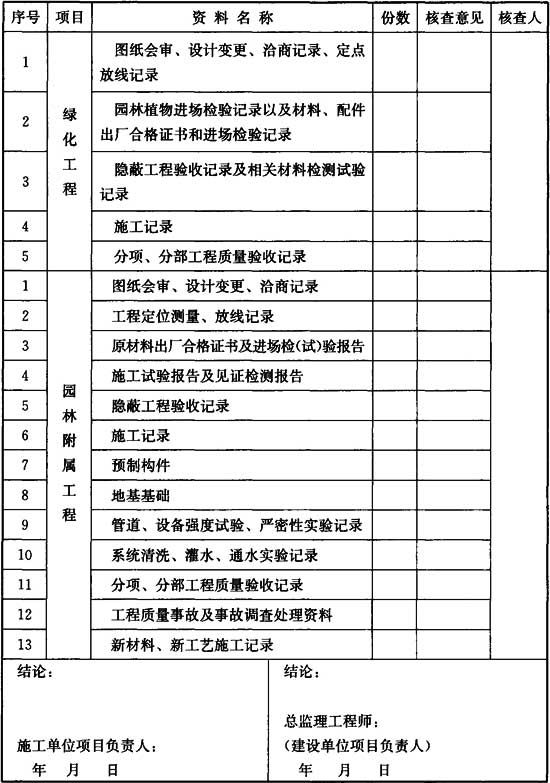 序号 项目 资料名称 份数 核查意见 核查人
绿化工程
1 图纸会审、设计变更、洽商记录、定点
放线记录
2 园林植物进场检验记录以及材料、配件
出厂合格证书和进场检验记录
3 隐蔽工程验收记录及相关材料检测试验
记录
4 施工记录
5 分项、分部工程质量验收记录
园林附属工程
1 图纸会审、设计变更、洽商记录
2 工程定位测量、放线记录
3 原材料出厂合格证书及进场检(试)验报告
4 施工试验报告及见证检测报告
5 隐蔽工程验收记录
6 施工记录
7 预制构件
8 地基基础
9 管道、设备强度试验、严密性实验记录
10 系统清洗、灌水、通水实验记录
11 分项、分部工程质量验收记录
12 工程质量事故及事故调查处理资料
13 新材料、新工艺施工记录
结论:
施工单位项目负责人:
年 月 日
结论:
总监理工程师:
(建设单位项目负责人)
年 月 日